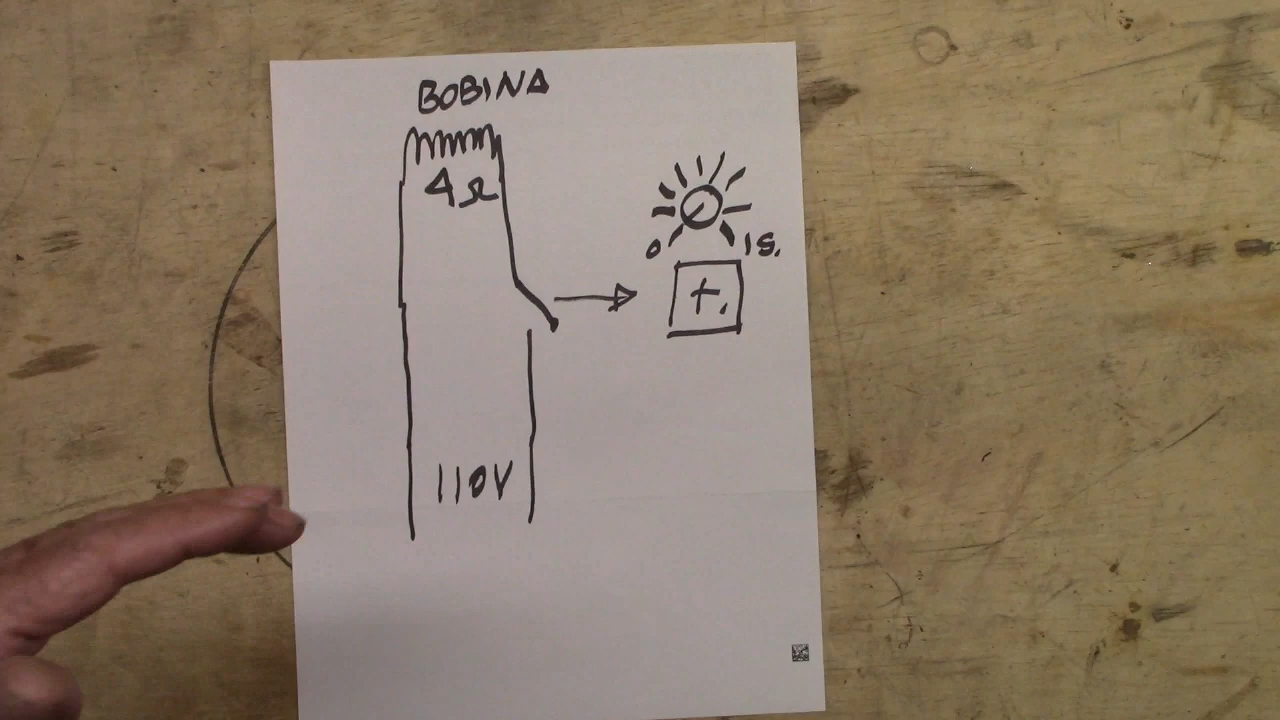 BOBINA
4Ω
0 1s.
t.
110V